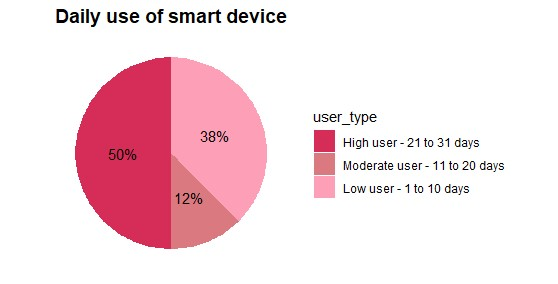 Daily use of smart device
user_type
High user - 21 to 31 days
Moderate user - 11 to 20 days
Low user - 1 to 10 days
38%
50%
12%